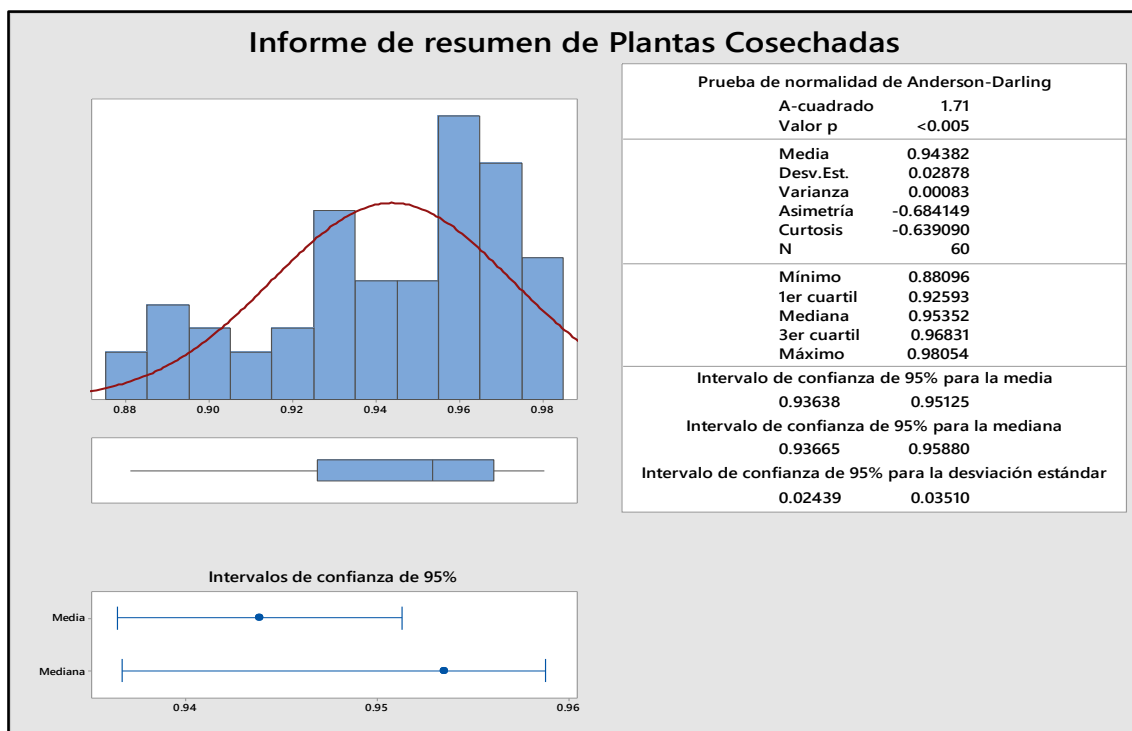 Informe de resumen de Plantas Cosechadas
0.88 0.90 0.92 0.94 0.96 0.98
Intervalos de confianza de 95%
Media
Mediana
0.94 0.95 0.96
Prueba de normalidad de Anderson-Darling
A-cuadrado 1.71
Valor p <0.005
Media 0.94382
Desv.Est. 0.02878
Varianza 0.00083
Asimetría -0.684149
Curtosis -0.639090
N 60
Mínimo 0.88096
1er cuartil 0.92593
Mediana 0.95352
3er cuartil 0.96831
Máximo 0.98054
Intervalo de confianza de 95% para la media
0.93638 0.95125
Intervalo de confianza de 95% para la mediana
0.93665 0.95880
Intervalo de confianza de 95% para la desviación estándar
0.02439 0.03510